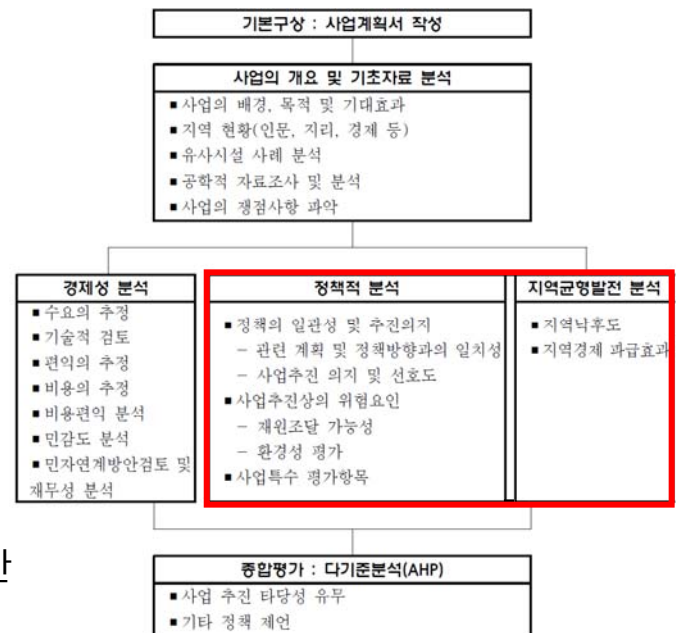 기본구상 : 사업계획서 작성
사업의 개요 및 기초자료 분석
■사업의 배경, 목적 및 기대효과
■지역 현황(인문, 지리, 경제 등)
■유사시설 사례 분석
■공학적 자료조사 및 분석
■사업의 쟁점사항 파악
경제성 분석
■수요의 추정
■기술적 검토
■편익의 추정
■비용의 추정
■비용편익 분석
■민감도 분석
■민자연계방안검토 및
재무성 분석
정책적 분석
■정책의 일관성 및 추진의지
– 관련 계획 및 정책방향과의 일치성
– 사업추진 의지 및 선호도
■사업추진상의 위험요인
– 재원조달 가능성
– 환경성 평가
■사업특수 평가항목
지역균형발전 분석
■지역낙후도
■지역경제 파급효과
종합평가 : 다기준분석(AHP)
■사업 추진 타당성 유무
■기타 정책 제언